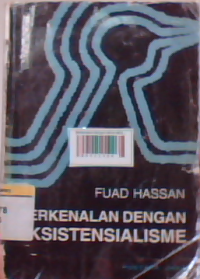 FUAD HASSAN
ERKENALAN DENGAN
KSISTENSIALISME